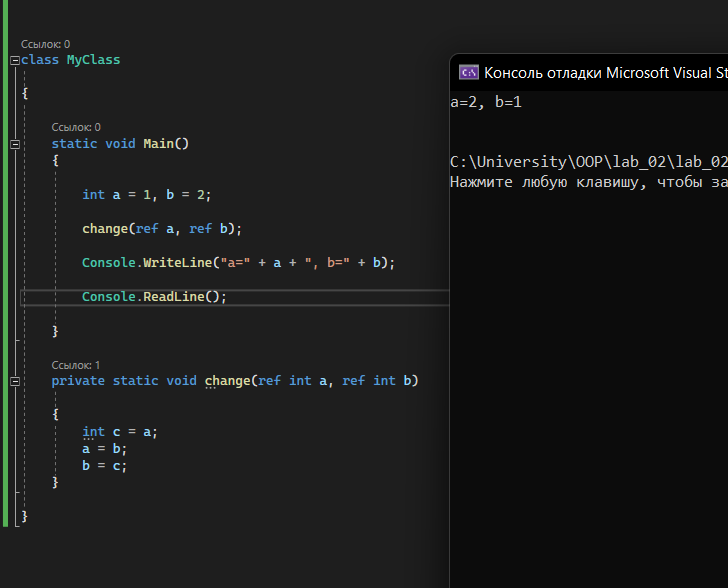 Ссылок: 0
class MyClass
{
Ссылок: 0
static void Main()
{
int a = 1, b = 2;
change(ref a, ref b);
Console.WriteLine("a=" + a + ", b=" + b);
Console.ReadLine();
}
Ссылок: 1
private static void change(ref int a, ref int b)
{
int c = a;
a = b;
b = c;
}
}
Консоль отладки Microsoft Visual St
a=2, b=1
C:\University\OOP\lab_02\lab_02
Нажмите любую клавишу, чтобы за